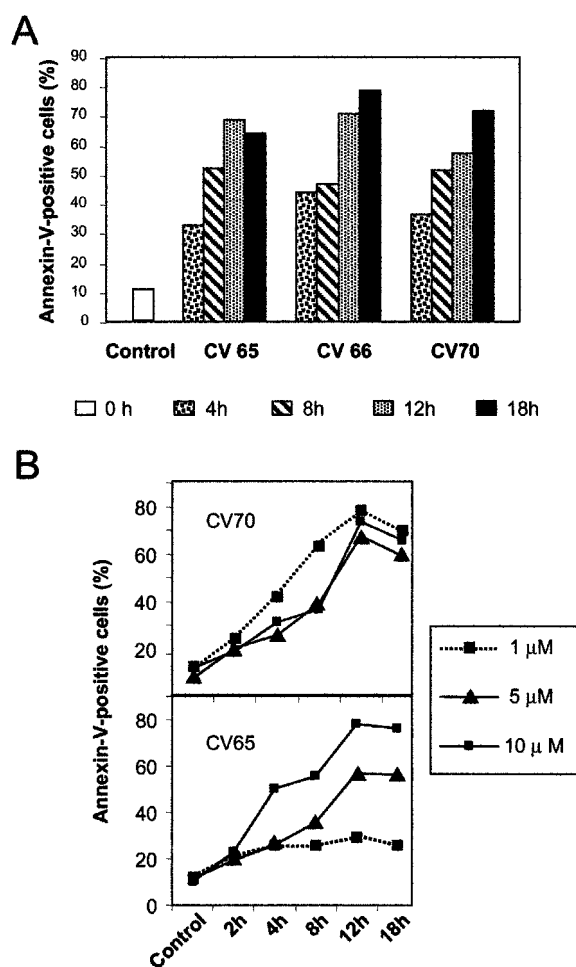 A
Annexin-V-positive cells (%)
90
80
70
60
50
40
30
20
10
0
Control CV 65 CV 66 CV70
0 h 4h 8h 12h 18h
B
Annexin-V-positive cells (%)
CV70
80
60
40
20
CV65
80
60
40
20
0
Control 2h 4h 8h 12h 18h
1 μM
5 μM
10 μ M